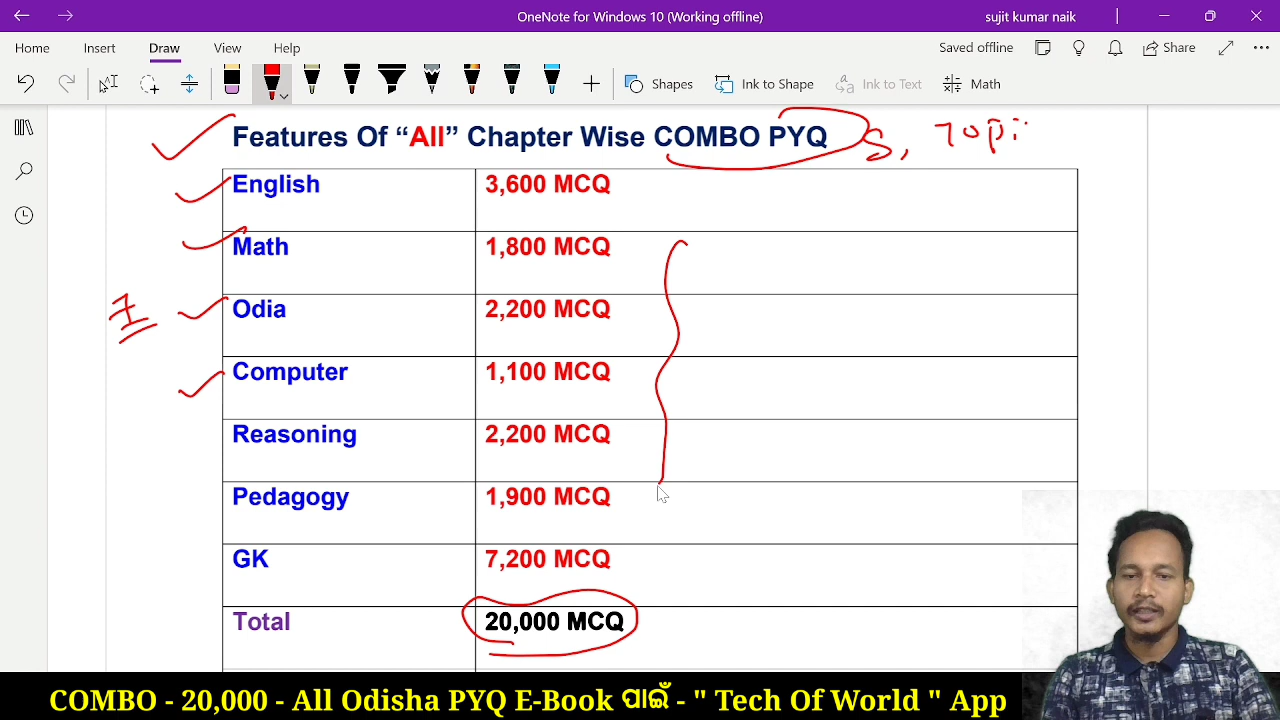 OneNote for Windows 10 (Working offline)
sujit kumar naik
Home Insert Draw View Help
Saved offline Share
Shapes Ink to Shape Ink to Text Math
Features Of “All” Chapter Wise COMBO PYQ S, Topi
English 3,600 MCQ
Math 1,800 MCQ
Odia 2,200 MCQ
Computer 1,100 MCQ
Reasoning 2,200 MCQ
Pedagogy 1,900 MCQ
GK 7,200 MCQ
Total 20,000 MCQ
COMBO - 20,000 - All Odisha PYQ E-Book ପାଇଁ - " Tech Of World " App